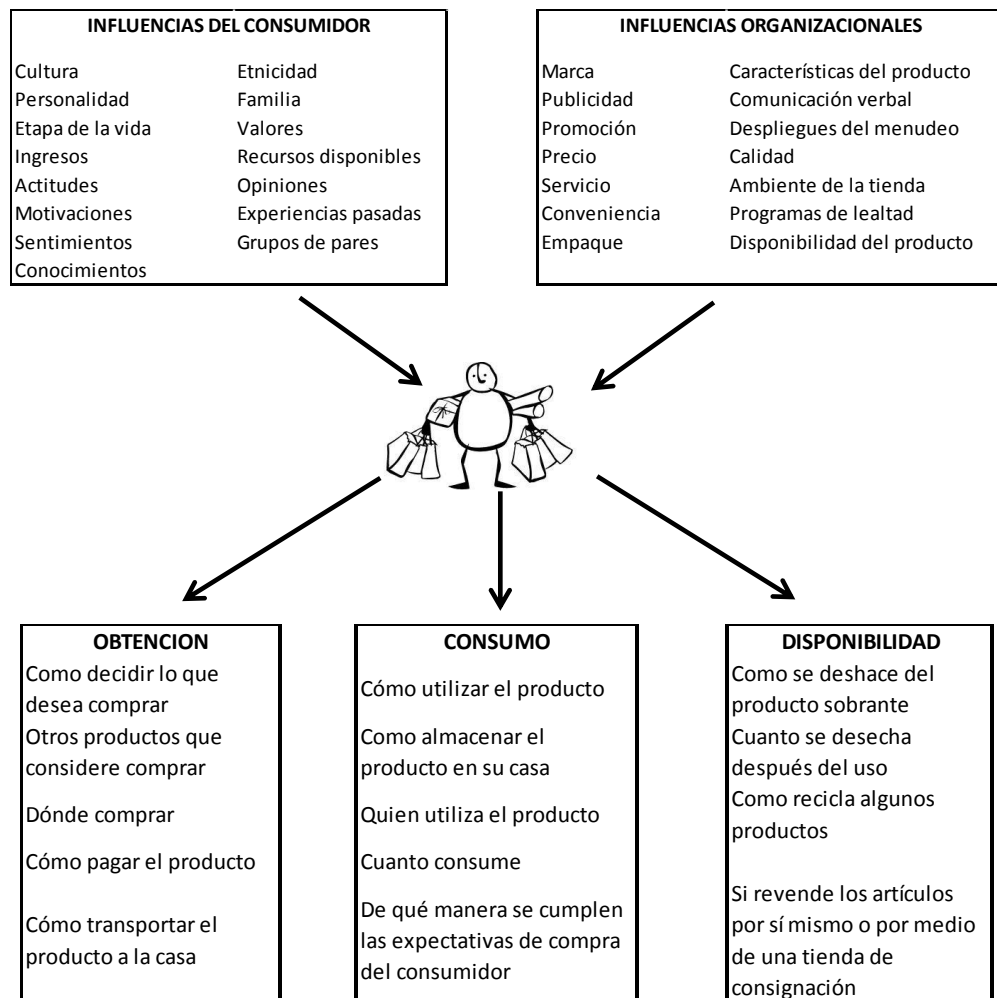 INFLUENCIAS DEL CONSUMIDOR
Cultura Etnicidad
Personalidad Familia
Etapa de la vida Valores
Ingresos Recursos disponibles
Actitudes Opiniones
Motivaciones Experiencias pasadas
Sentimientos Grupos de pares
Conocimientos
INFLUENCIAS ORGANIZACIONALES
Marca Características del producto
Publicidad Comunicación verbal
Promoción Despliegues del menudeo
Precio Calidad
Servicio Ambiente de la tienda
Conveniencia Programas de lealtad
Empaque Disponibilidad del producto
OBTENCION
Como decidir lo que
desea comprar
Otros productos que
considere comprar
Dónde comprar
Cómo pagar el producto
Cómo transportar el
producto a la casa
CONSUMO
Cómo utilizar el producto
Como almacenar el
producto en su casa
Quien utiliza el producto
Cuanto consume
De qué manera se cumplen
las expectativas de compra
del consumidor
DISPONIBILIDAD
Como se deshace del
producto sobrante
Cuanto se desecha
después del uso
Como recicla algunos
productos
Si revende los artículos
por sí mismo o por medio
de una tienda de
consignación